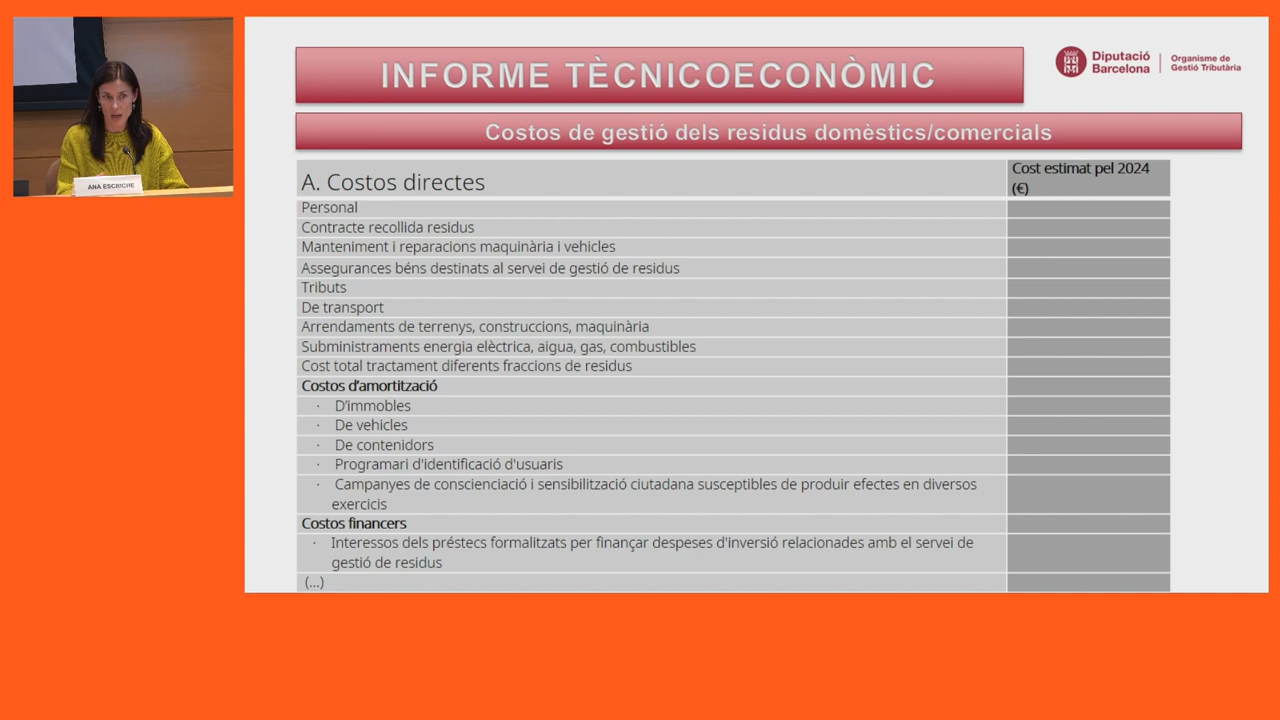 ANA ESCRICHE
INFORME TÈCNICOECONÒMIC
Diputació
Barcelona
Organisme de
Gestió Tributària
Costos de gestió dels residus domèstics/comercials
A. Costos directes
Cost estimat pel 2024
(€)
Personal
Contracte recollida residus
Manteniment i reparacions maquinària i vehicles
Assegurances béns destinats al servei de gestió de residus
Tributs
De transport
Arrendaments de terrenys, construccions, maquinària
Subministraments energia elèctrica, aigua, gas, combustibles
Cost total tractament diferents fraccions de residus
Costos d’amortització
· D’immobles
· De vehicles
· De contenidors
· Programari d'identificació d'usuaris
· Campanyes de conscienciació i sensibilització ciutadana susceptibles de produir efectes en diversos
exercicis
Costos financers
· Interessos dels préstecs formalitzats per finançar despeses d'inversió relacionades amb el servei de
gestió de residus
(...)